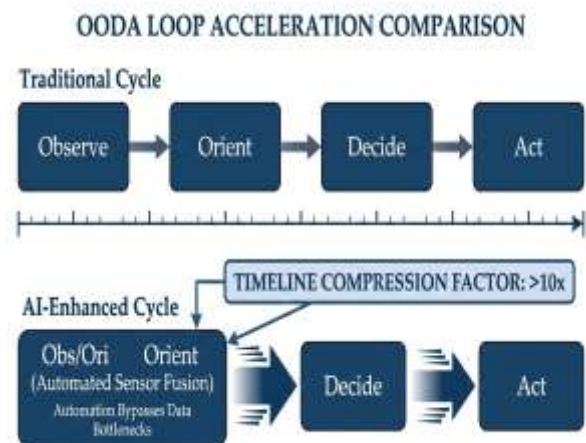 OODA LOOP ACCELERATION COMPARISON
Traditional Cycle
Observe
Orient
Decide
Act
TIMELINE COMPRESSION FACTOR: >10x
AI-Enhanced Cycle
Obs/Ori Orient
(Automated Sensor Fusion)
Automation Bypasses Data
Bottlenecks
Decide
Act